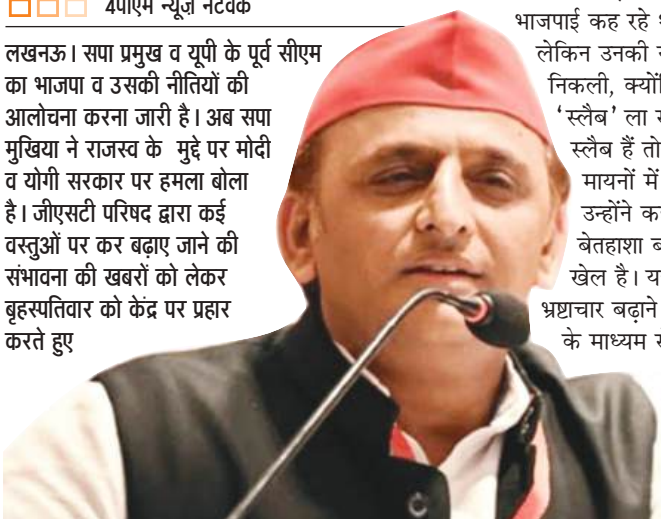 4पीएम न्यूज़ नेटवर्क
लखनऊ। सपा प्रमुख व यूपी के पूर्व सीएम
का भाजपा व उसकी नीतियों की
आलोचना करना जारी है। अब सपा
मुखिया ने राजस्व के मुद्दे पर मोदी
व योगी सरकार पर हमला बोला
है। जीएसटी परिषद द्वारा कई
वस्तुओं पर कर बढ़ाए जाने की
संभावना की खबरों को लेकर
बृहस्पतिवार को केंद्र पर प्रहार
करते हुए
भाजपाई कह रहे
लेकिन उनकी
निकली,
‘स्लैब’ ला
स्लैब हैं तो
मायनों में
उन्होंने
बेतहाशा
खेल है।
भ्रष्टाचार बढ़ाने
के माध्यम